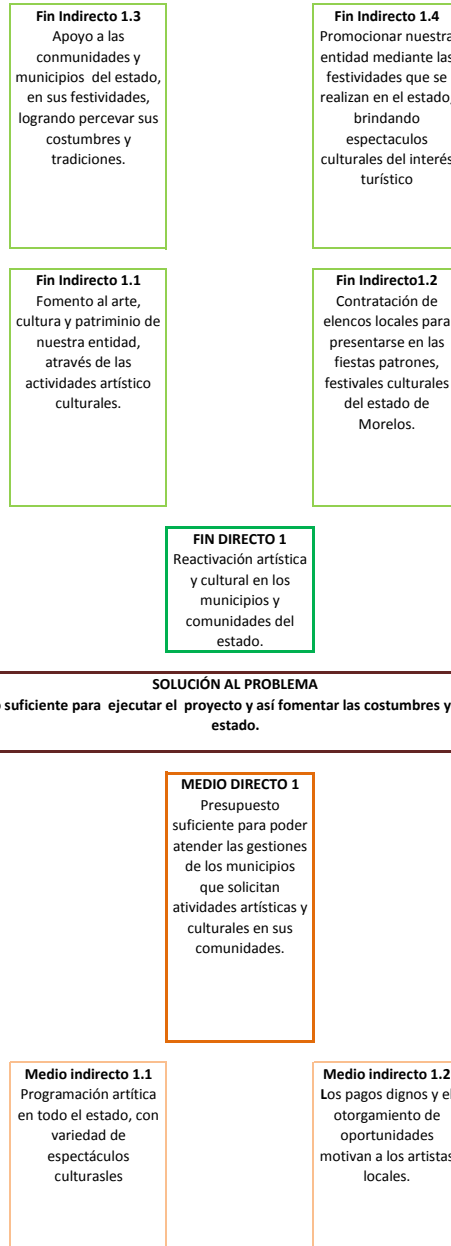 Fin Indirecto 1.3
Apoyo a las
conmunidades y
municipios del estado,
en sus festividades,
logrando percevar sus
costumbres y
tradiciones.
Fin Indirecto 1.4
Promocionar nuestra
entidad mediante las
festividades que se
realizan en el estado,
brindando
espectaculos
culturales del interés
turístico
Fin Indirecto 1.1
Fomento al arte,
cultura y patriminio de
nuestra entidad,
através de las
actividades artístico
culturales.
Fin Indirecto1.2
Contratación de
elencos locales para
presentarse en las
fiestas patrones,
festivales culturales
del estado de
Morelos.
FIN DIRECTO 1
Reactivación artística
y cultural en los
municipios y
comunidades del
estado.
SOLUCIÓN AL PROBLEMA
suficiente para ejecutar el proyecto y así fomentar las costumbres y
estado.
MEDIO DIRECTO 1
Presupuesto
suficiente para poder
atender las gestiones
de los municipios
que solicitan
atividades artísticas y
culturales en sus
comunidades.
Medio indirecto 1.1
Programación artítica
en todo el estado, con
variedad de
espectáculos
culturasles
Medio indirecto 1.2
Los pagos dignos y el
otorgamiento de
oportunidades
motivan a los artistas
locales.